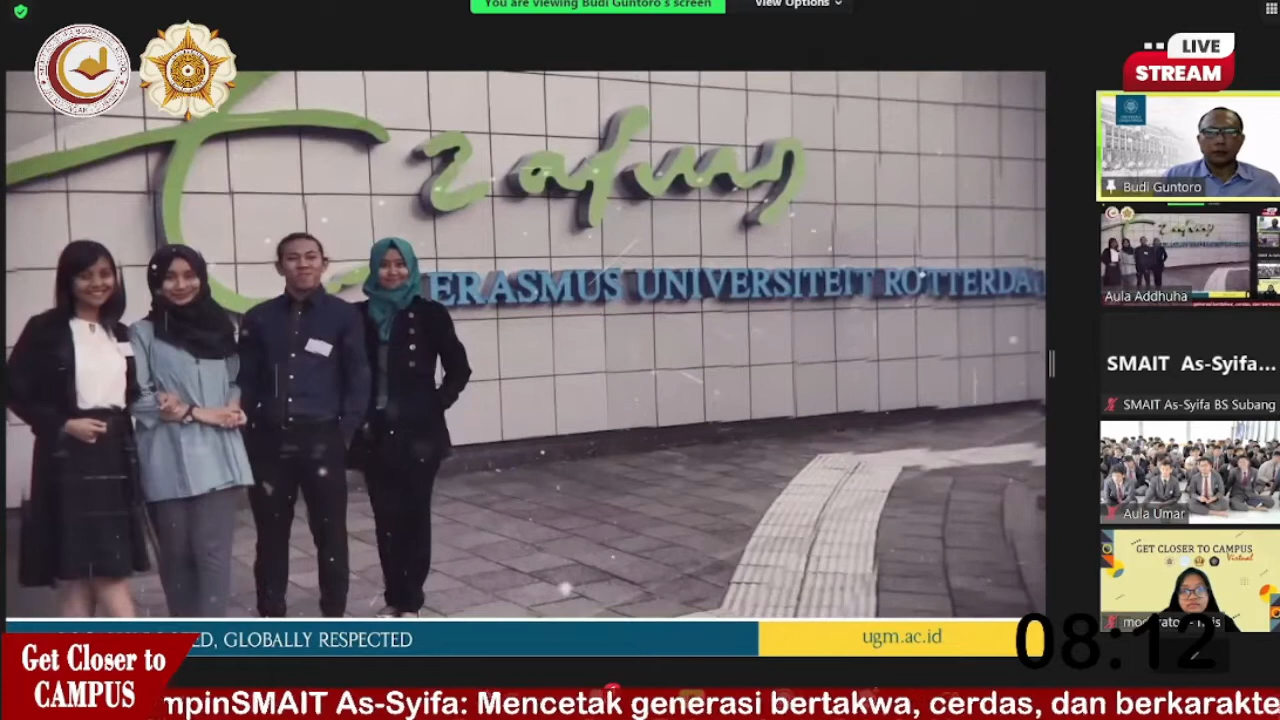 You are viewing Budi Guntoro's screen
View Options
LIVE
STREAM
Erasmus
ERASMUS UNIVERSITEIT ROTTERDA
Budi Guntoro
Aula Addhuha
SMAIT As-Syifa...
SMAIT As-Syifa BS Subang
Aula Umar
GET CLOSER TO CAMPUS
Virtual
08:12
ED, GLOBALLY RESPECTED
ugm.ac.id
Get Closer to
CAMPUS
mpinSMAIT As-Syifa: Mencetak generasi bertakwa, cerdas, dan berkarakte